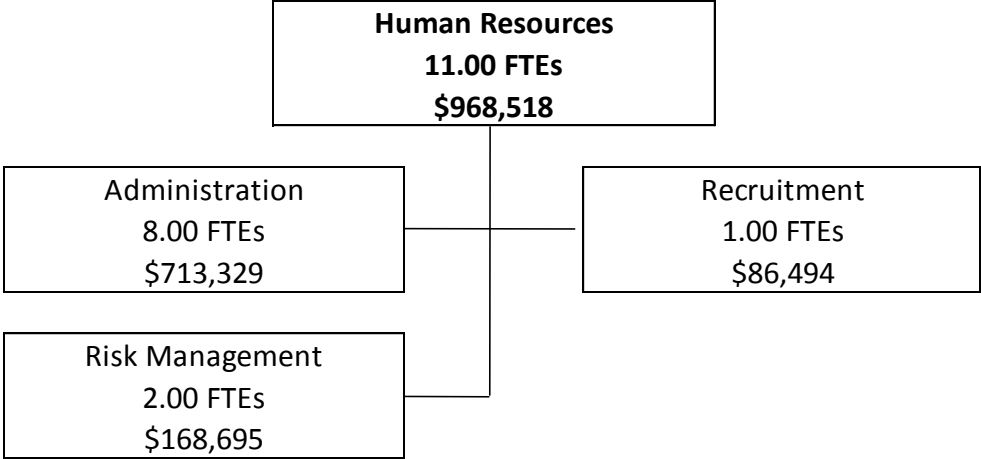 Human Resources
11.00 FTEs
$968,518
Administration
8.00 FTEs
$713,329
Recruitment
1.00 FTEs
$86,494
Risk Management
2.00 FTEs
$168,695